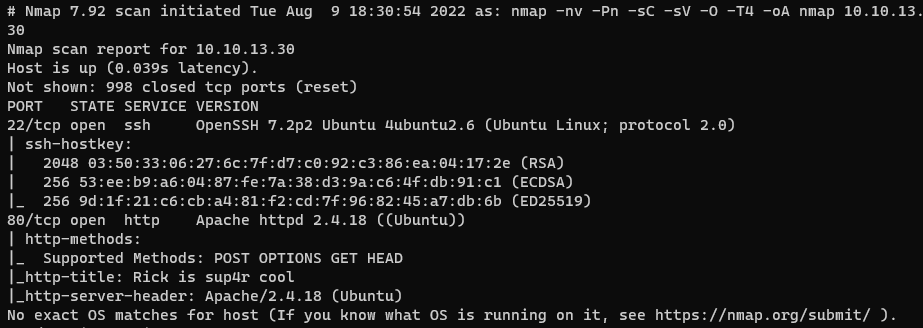 # Nmap 7.92 scan initiated Tue Aug  9 18:30:54 2022 as: nmap -nv -Pn -sC -sV -O -T4 -oA nmap 10.10.13.
30
Nmap scan report for 10.10.13.30
Host is up (0.039s latency).
Not shown: 998 closed tcp ports (reset)
PORT   STATE SERVICE VERSION
22/tcp open  ssh     OpenSSH 7.2p2 Ubuntu 4ubuntu2.6 (Ubuntu Linux; protocol 2.0)
| ssh-hostkey:
|   2048 03:50:33:06:27:6c:7f:d7:c0:92:c3:86:ea:04:17:2e (RSA)
|   256 53:ee:b9:a6:04:87:fe:7a:38:d3:9a:c6:4f:db:91:c1 (ECDSA)
|_  256 9d:1f:21:c6:cb:a4:81:f2:cd:7f:96:82:45:a7:db:6b (ED25519)
80/tcp open  http    Apache httpd 2.4.18 ((Ubuntu))
| http-methods:
|_  Supported Methods: POST OPTIONS GET HEAD
|_http-title: Rick is sup4r cool
|_http-server-header: Apache/2.4.18 (Ubuntu)
No exact OS matches for host (If you know what OS is running on it, see https://nmap.org/submit/ ).